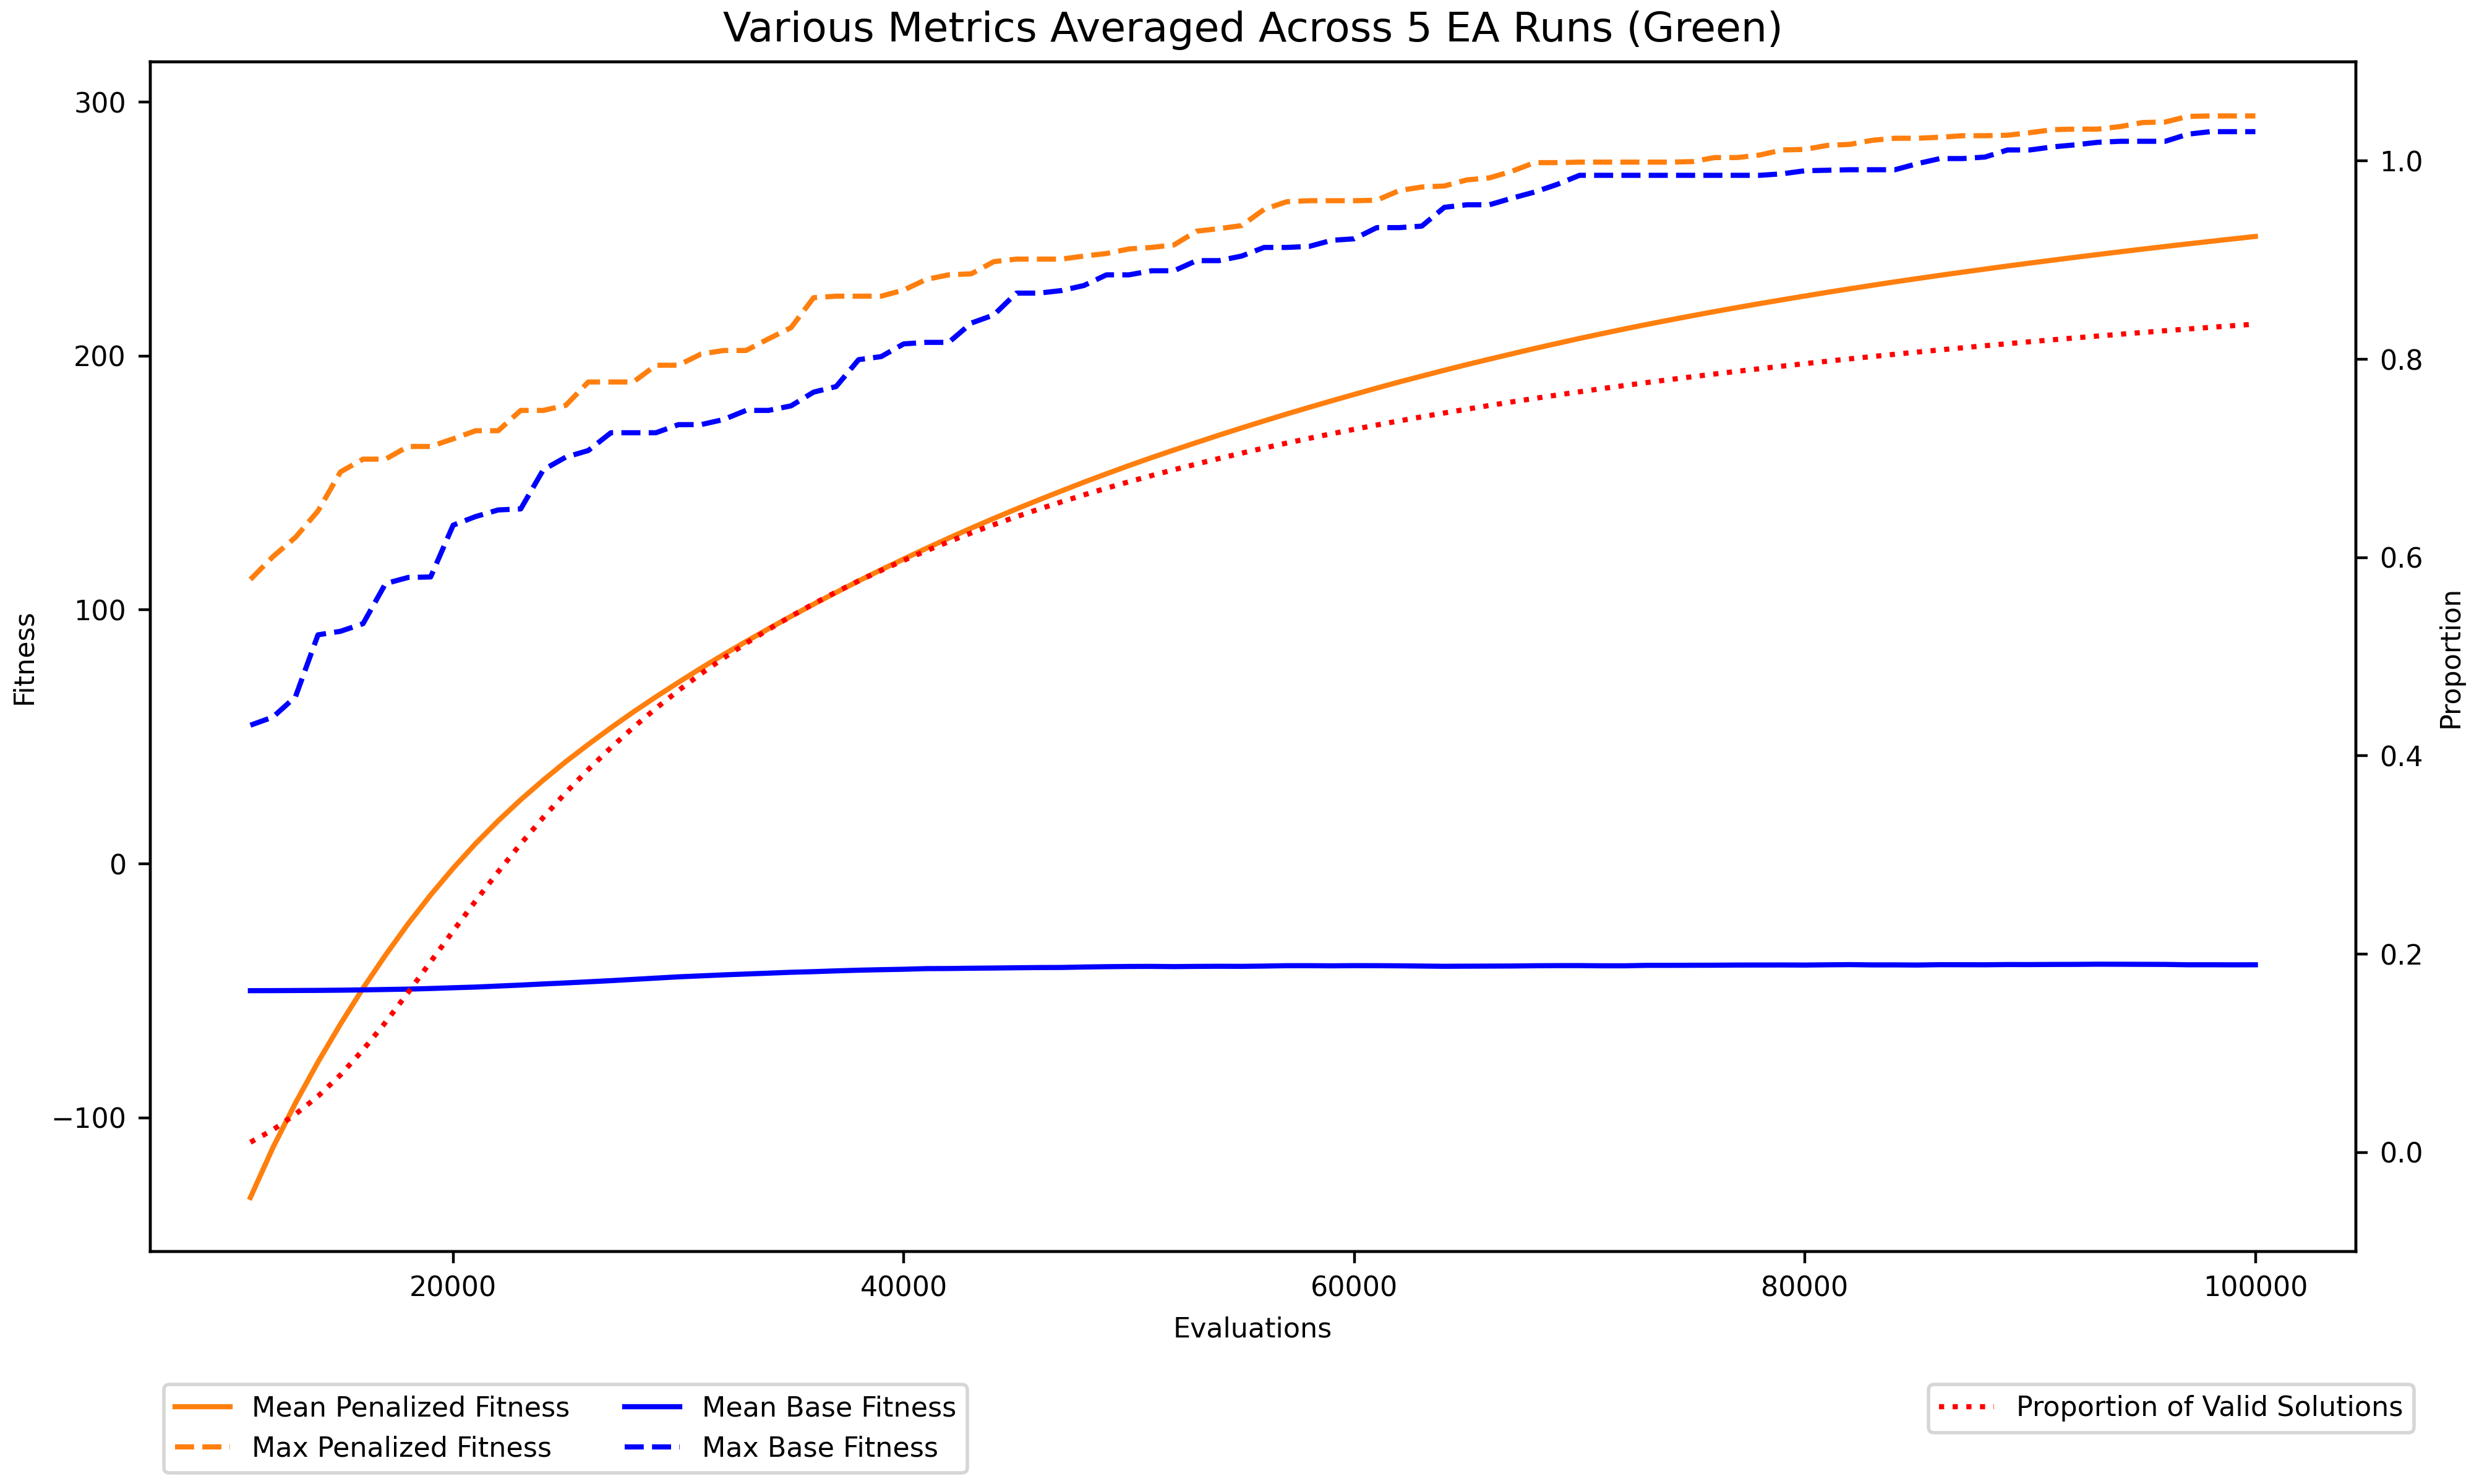 Various Metrics Averaged Across 5 EA Runs (Green)
300
200
100
0
−100
Fitness
1.0
0.8
0.6
0.4
0.2
0.0
Proportion
20000
40000
60000
80000
100000
Evaluations
Mean Penalized Fitness
Max Penalized Fitness
Mean Base Fitness
Max Base Fitness
Proportion of Valid Solutions